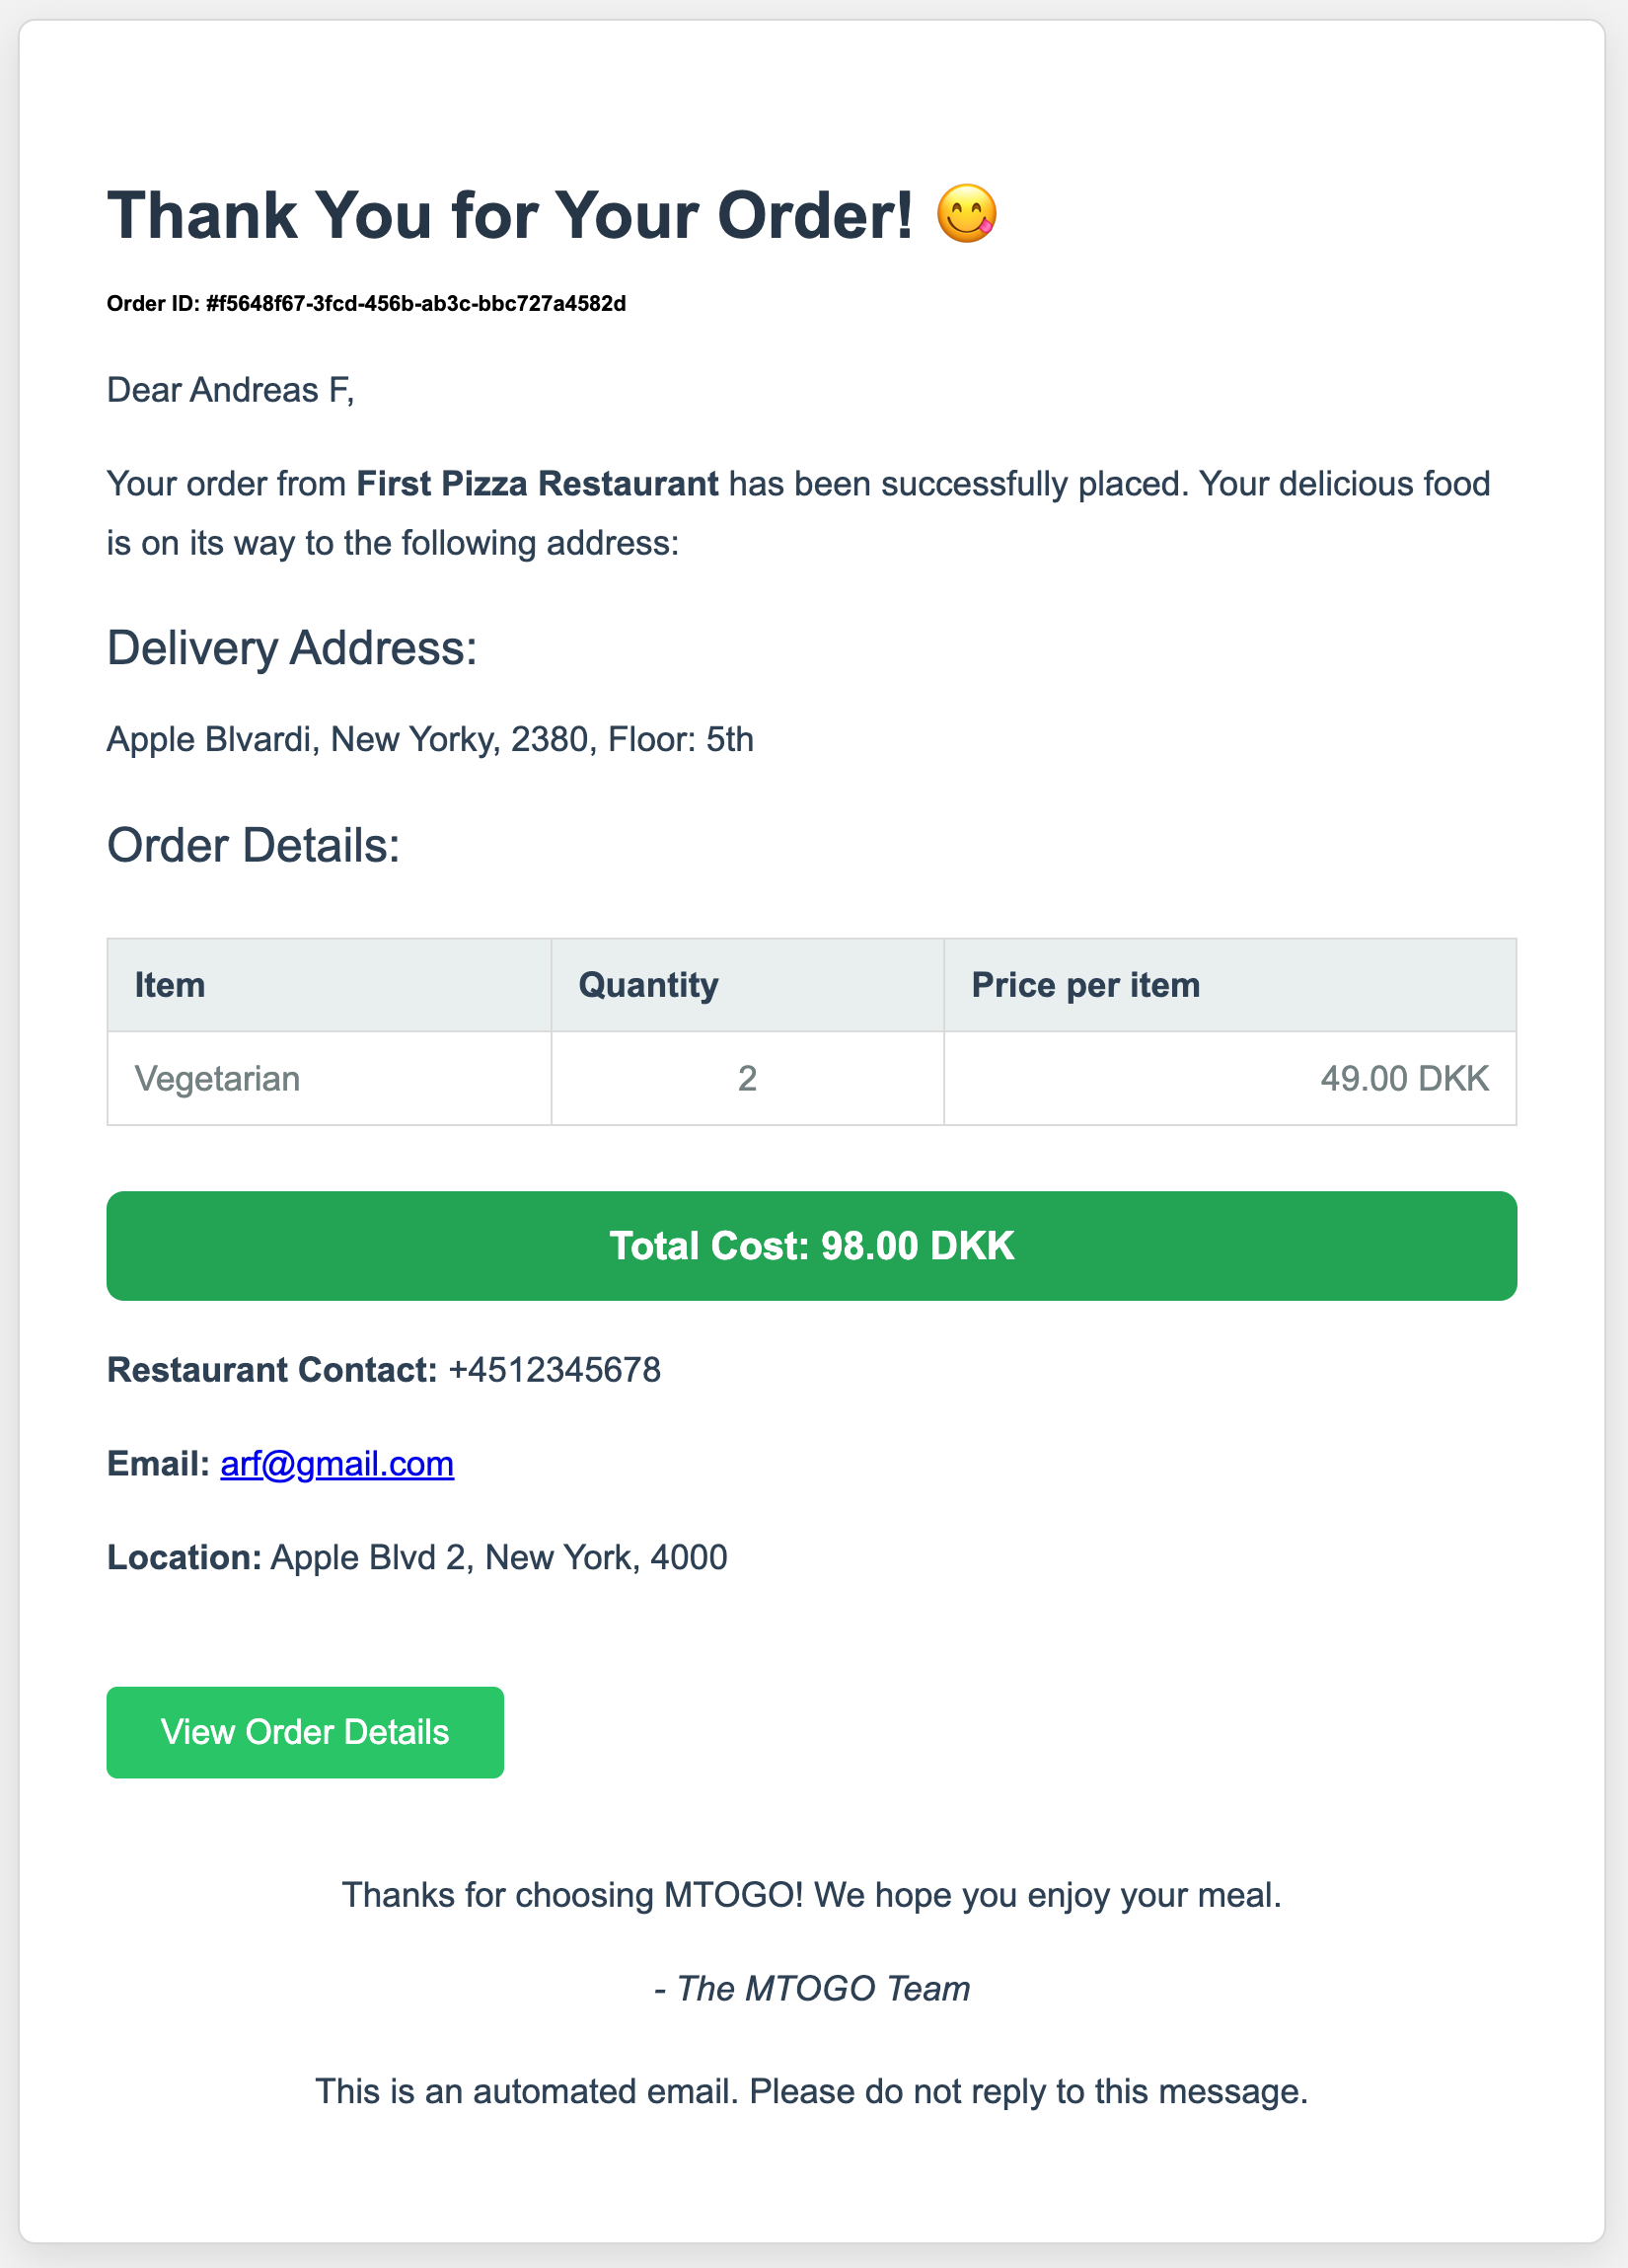 Thank You for Your Order! 😋
Order ID: #f5648f67-3fcd-456b-ab3c-bbc727a4582d
Dear Andreas F,
Your order from First Pizza Restaurant has been successfully placed. Your delicious food
is on its way to the following address:
Delivery Address:
Apple Blvardi, New Yorky, 2380, Floor: 5th
Order Details:
Item Quantity Price per item
Vegetarian 2 49.00 DKK
Total Cost: 98.00 DKK
Restaurant Contact: +4512345678
Email: arf@gmail.com
Location: Apple Blvd 2, New York, 4000
View Order Details
Thanks for choosing MTOGO! We hope you enjoy your meal.
- The MTOGO Team
This is an automated email. Please do not reply to this message.